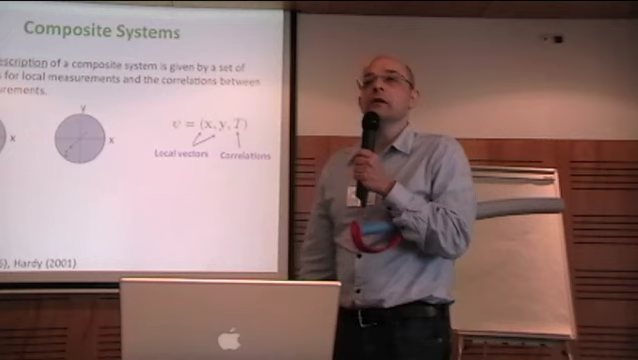 Composite Systems
escription of a composite system is given by a set of
s for local measurements and the correlations between
urements.
y
x
x
z
v = (x, y, T)
Local vectors
Correlations
), Hardy (2001)